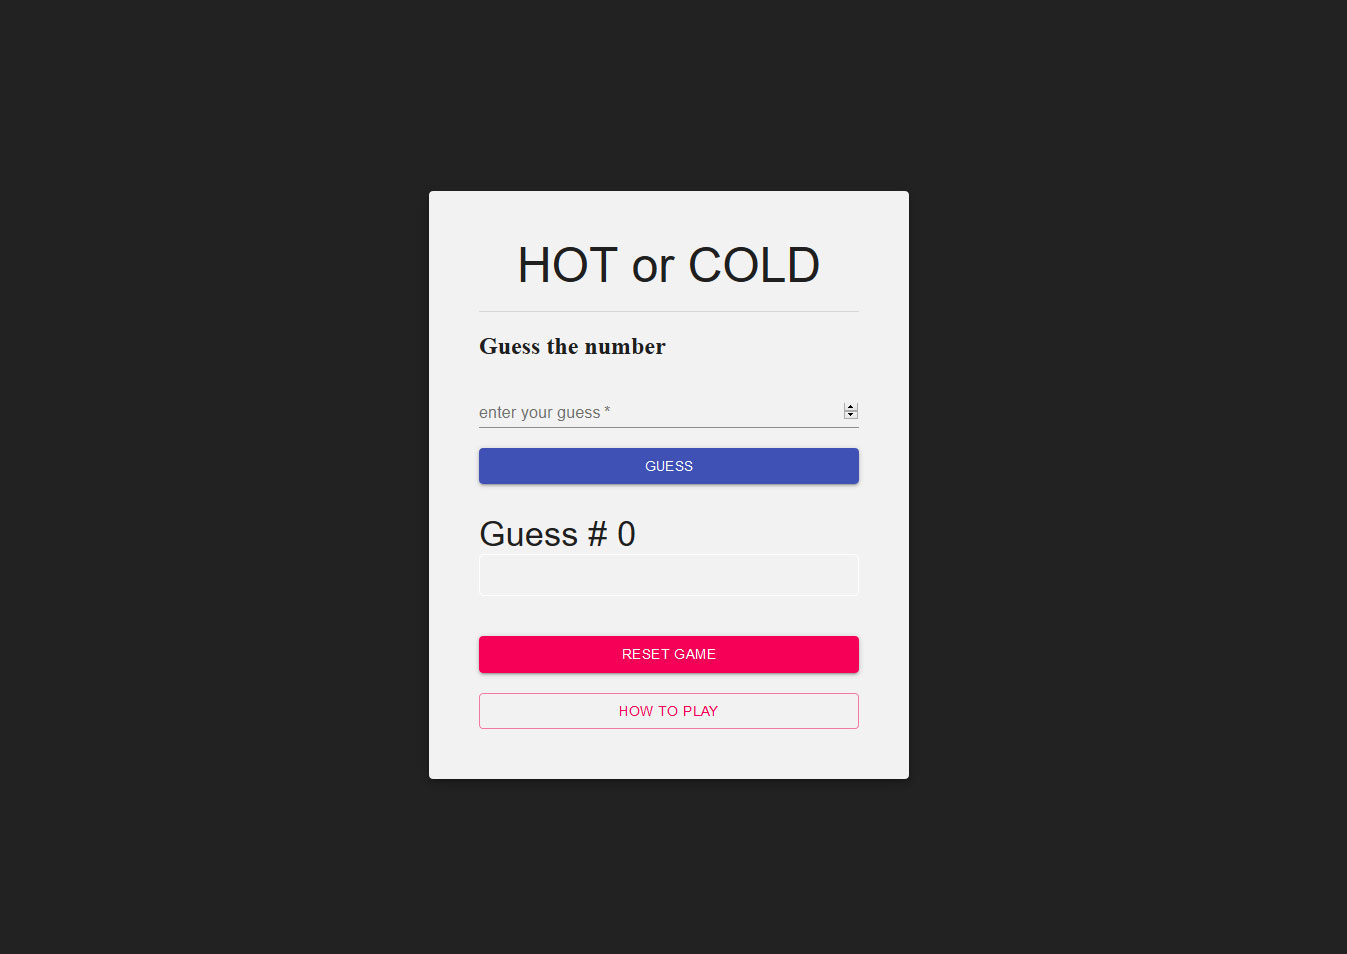 HOT or COLD
Guess the number
enter your guess *
GUESS
Guess # 0
RESET GAME
HOW TO PLAY